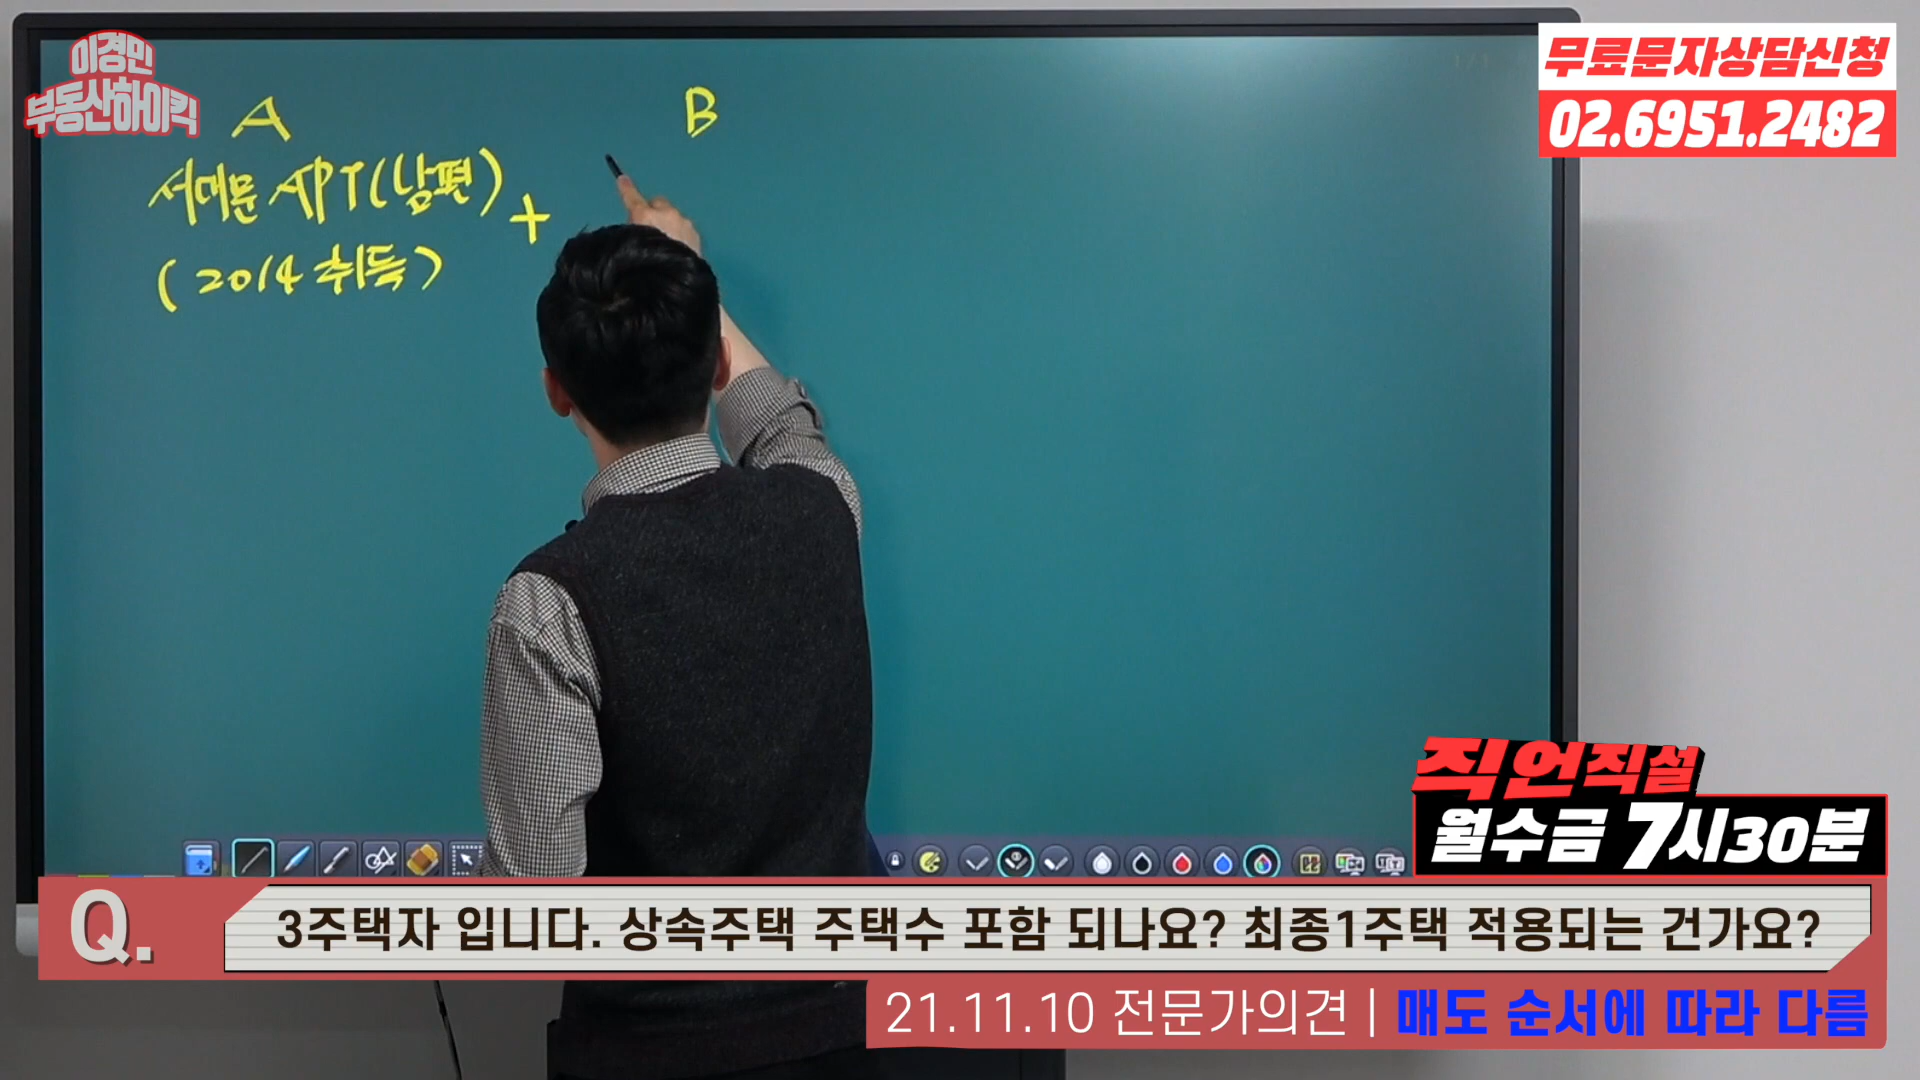 이경민
부동산하이킥
무료문자상담신청
02.6951.2482
A
B
서대문 APT(남편) +
(2014 취득)
직언직설
월수금 7시30분
Q.
3주택자 입니다. 상속주택 주택수 포함 되나요? 최종1주택 적용되는 건가요?
21.11.10 전문가의견 | 매도 순서에 따라 다름